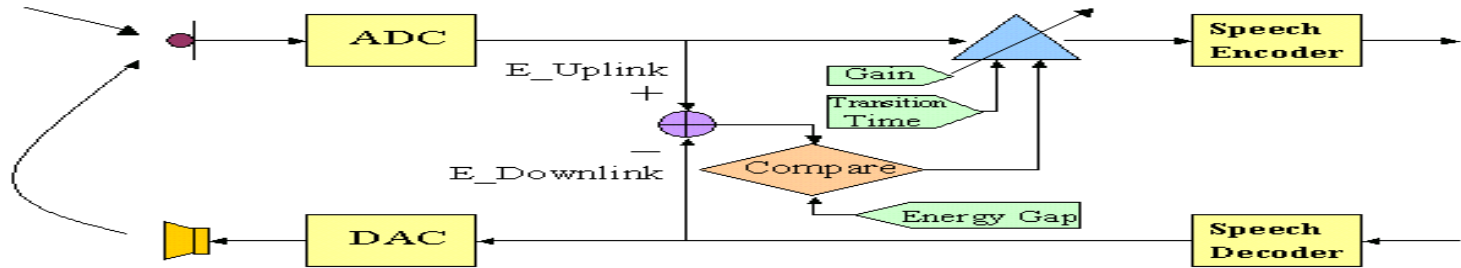 ADC
Speech
Encoder
E_Uplink
+
Gain
Transition
Time
−
E_Downlink
Compare
Energy Gap
DAC
Speech
Decoder